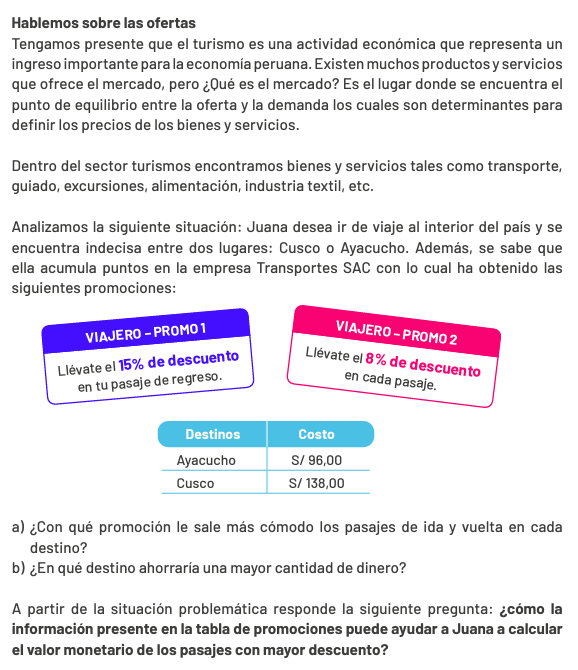 Hablemos sobre las ofertas
Tengamos presente que el turismo es una actividad económica que representa un
ingreso importante para la economía peruana. Existen muchos productos y servicios
que ofrece el mercado, pero ¿Qué es el mercado? Es el lugar donde se encuentra el
punto de equilibrio entre la oferta y la demanda los cuales son determinantes para
definir los precios de los bienes y servicios.
Dentro del sector turismos encontramos bienes y servicios tales como transporte,
guiado, excursiones, alimentación, industria textil, etc.
Analizamos la siguiente situación: Juana desea ir de viaje al interior del país y se
encuentra indecisa entre dos lugares: Cusco o Ayacucho. Además, se sabe que
ella acumula puntos en la empresa Transportes SAC con lo cual ha obtenido las
siguientes promociones:
VIAJERO – PROMO 1
Llévate el 15% de descuento
en tu pasaje de regreso.
VIAJERO – PROMO 2
Llévate el 8% de descuento
en cada pasaje.
Destinos Costo
Ayacucho S/ 96,00
Cusco S/ 138,00
a) ¿Con qué promoción le sale más cómodo los pasajes de ida y vuelta en cada
destino?
b) ¿En qué destino ahorraría una mayor cantidad de dinero?
A partir de la situación problemática responde la siguiente pregunta: ¿cómo la
información presente en la tabla de promociones puede ayudar a Juana a calcular
el valor monetario de los pasajes con mayor descuento?